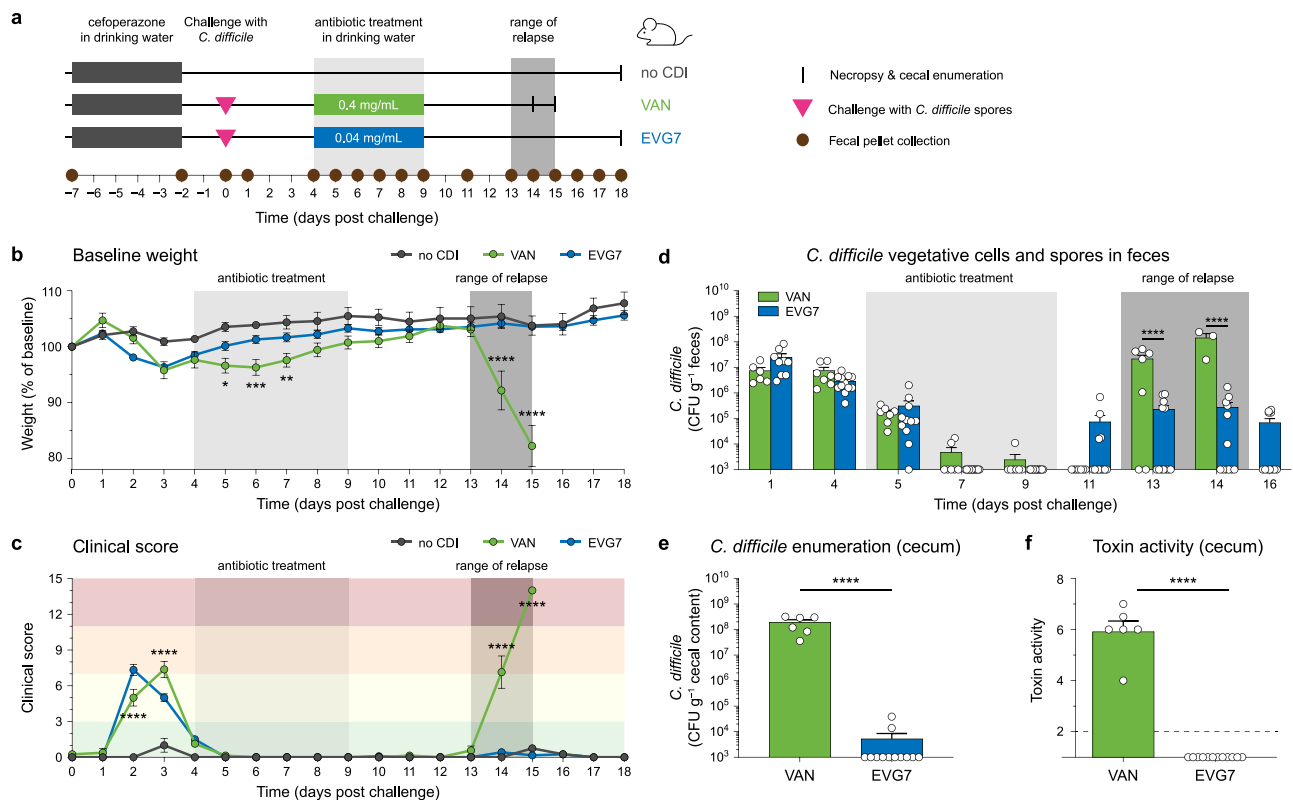 a
cefoperazone
in drinking water
Challenge with
C. difficile
antibiotic treatment
in drinking water
range of
relapse
no CDI
VAN
0.4 mg/mL
EVG7
0.04 mg/mL
Necropsy & cecal enumeration
Challenge with C. difficile spores
Fecal pellet collection
−7 −6 −5 −4 −3 −2 −1 0 1 2 3 4 5 6 7 8 9 10 11 12 13 14 15 16 17 18
Time (days post challenge)
b Baseline weight
no CDI VAN EVG7
antibiotic treatment
range of relapse
Weight (% of baseline)
110
100
90
80
* *** **
****
****
0 1 2 3 4 5 6 7 8 9 10 11 12 13 14 15 16 17 18
Time (days post challenge)
c Clinical score
no CDI VAN EVG7
antibiotic treatment
range of relapse
Clinical score
15
11
7
3
0
****
****
****
****
0 1 2 3 4 5 6 7 8 9 10 11 12 13 14 15 16 17 18
Time (days post challenge)
d C. difficile vegetative cells and spores in feces
antibiotic treatment
range of relapse
VAN
EVG7
C. difficile
(CFU g⁻¹ feces)
10¹⁰
10⁹
10⁸
10⁷
10⁶
10⁵
10⁴
10³
**** ****
1 4 5 7 9 11 13 14 16
Time (days post challenge)
e C. difficile enumeration (cecum)
C. difficile
(CFU g⁻¹ cecal content)
10¹⁰
10⁹
10⁸
10⁷
10⁶
10⁵
10⁴
10³
****
VAN EVG7
f Toxin activity (cecum)
Toxin activity
8
6
4
2
****
VAN EVG7